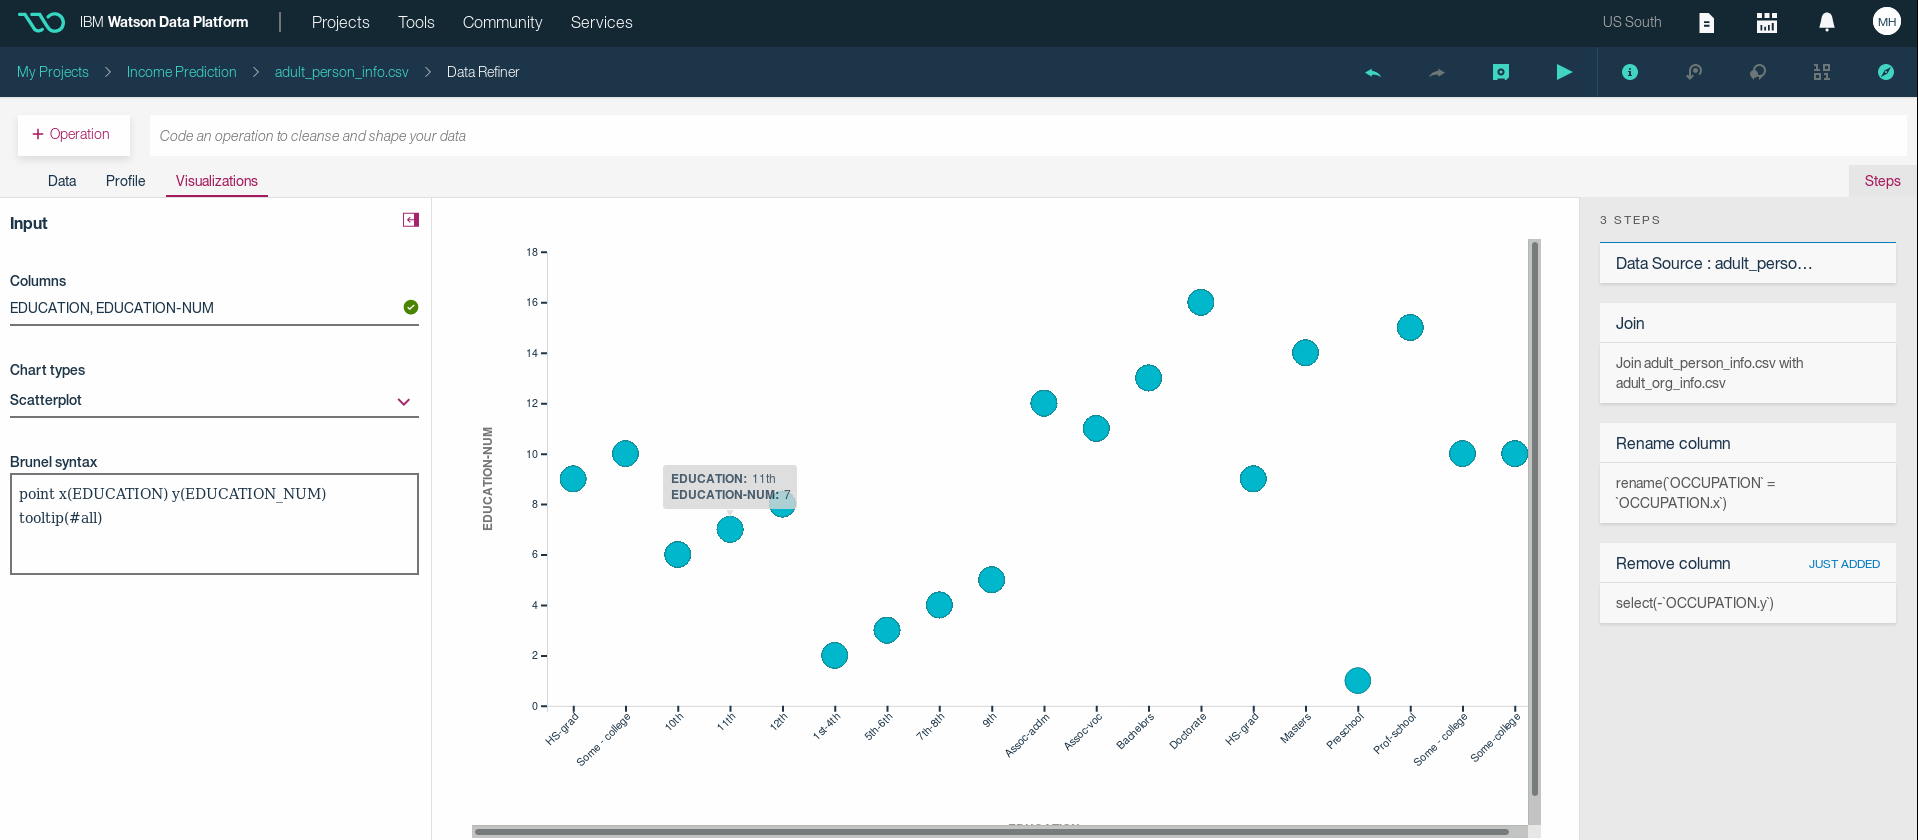 IBM Watson Data Platform
Projects
Tools
Community
Services
US South
MH
My Projects
Income Prediction
adult_person_info.csv
Data Refiner
+ Operation
Code an operation to cleanse and shape your data
Data
Profile
Visualizations
Steps
Input
Columns
EDUCATION, EDUCATION-NUM
Chart types
Scatterplot
Brunel syntax
point x(EDUCATION) y(EDUCATION_NUM)
tooltip(#all)
EDUCATION-NUM
18
16
14
12
10
8
6
4
2
0
EDUCATION: 11th
EDUCATION-NUM: 7
HS-grad
Some - college
10th
11th
12th
1st-4th
5th-6th
7th-8th
9th
Assoc-acdm
Assoc-voc
Bachelors
Doctorate
HS-grad
Masters
Preschool
Prof-school
Some - college
Some-college
EDUCATION
3 STEPS
Data Source : adult_perso...
Join
Join adult_person_info.csv with
adult_org_info.csv
Rename column
rename(`OCCUPATION` =
`OCCUPATION.x`)
Remove column
JUST ADDED
select(-`OCCUPATION.y`)